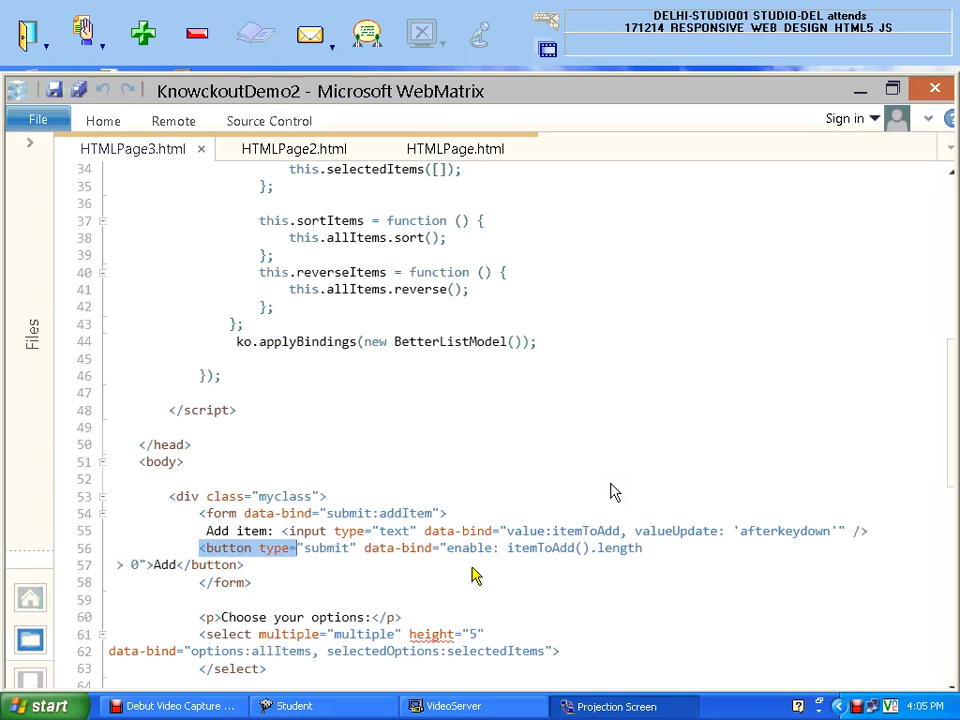 DELHI-STUDIO01 STUDIO-DEL attends
171214_RESPONSIVE_WEB_DESIGN_HTML5_JS
KnowckoutDemo2 - Microsoft WebMatrix
File Home Remote Source Control Sign in
HTMLPage3.html × HTMLPage2.html HTMLPage.html
Files
34 this.selectedItems([]);
35 };
36
37 this.sortItems = function () {
38 this.allItems.sort();
39 };
40 this.reverseItems = function () {
41 this.allItems.reverse();
42 };
43 };
44 ko.applyBindings(new BetterListModel());
45
46 });
47
48 </script>
49
50 </head>
51 <body>
52
53 <div class="myclass">
54 <form data-bind="submit:addItem">
55 Add item: <input type="text" data-bind="value:itemToAdd, valueUpdate: 'afterkeydown'" />
56 <button type="submit" data-bind="enable: itemToAdd().length
57 > 0">Add</button>
58 </form>
59
60 <p>Choose your options:</p>
61 <select multiple="multiple" height="5"
62 data-bind="options:allItems, selectedOptions:selectedItems">
63 </select>
64
start Debut Video Capture ... Student VideoServer Projection Screen 4:05 PM